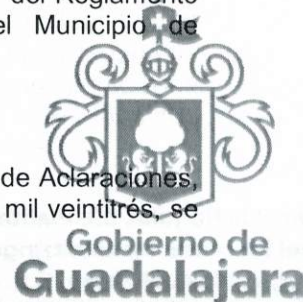 del Reglamento
el Municipio de
de Aclaraciones,
mil veintitrés, se
Gobierno de
Guadalajara